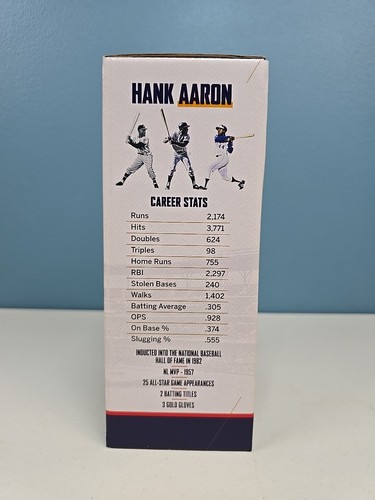 HANK AARON
CAREER STATS
Runs 2,174
Hits 3,771
Doubles 624
Triples 98
Home Runs 755
RBI 2,297
Stolen Bases 240
Walks 1,402
Batting Average .305
OPS .928
On Base % .374
Slugging % .555
INDUCTED INTO THE NATIONAL BASEBALL
HALL OF FAME IN 1982
NL MVP - 1957
25 ALL-STAR GAME APPEARANCES
2 BATTING TITLES
3 GOLD GLOVES